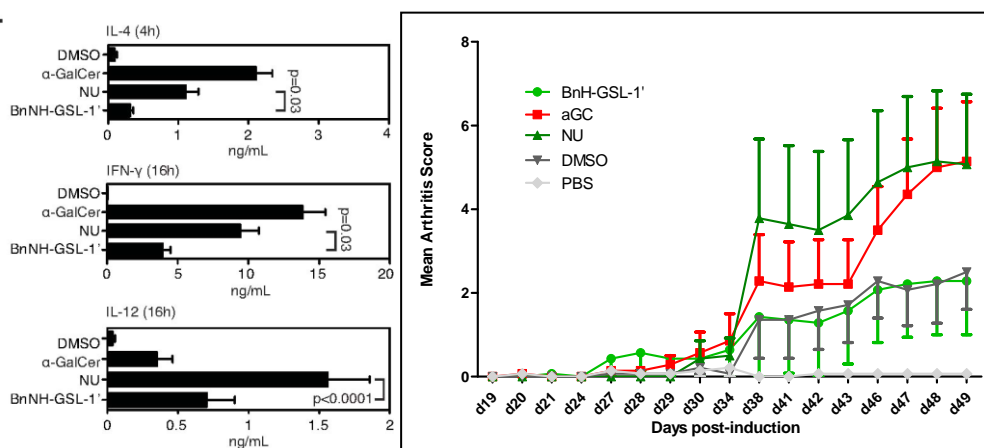 IL-4 (4h)
DMSO
α-GalCer
NU
BnNH-GSL-1'
p=0.03
0 1 2 3 4
ng/mL
IFN-γ (16h)
DMSO
α-GalCer
NU
BnNH-GSL-1'
p=0.03
0 5 10 15 20
ng/mL
IL-12 (16h)
DMSO
α-GalCer
NU
BnNH-GSL-1'
p<0.0001
0 0.5 1 1.5 2
ng/mL
Mean Arthritis Score
8
6
4
2
0
BnH-GSL-1'
aGC
NU
DMSO
PBS
d19 d20 d21 d24 d27 d28 d29 d30 d34 d38 d41 d42 d43 d46 d47 d48 d49
Days post-induction